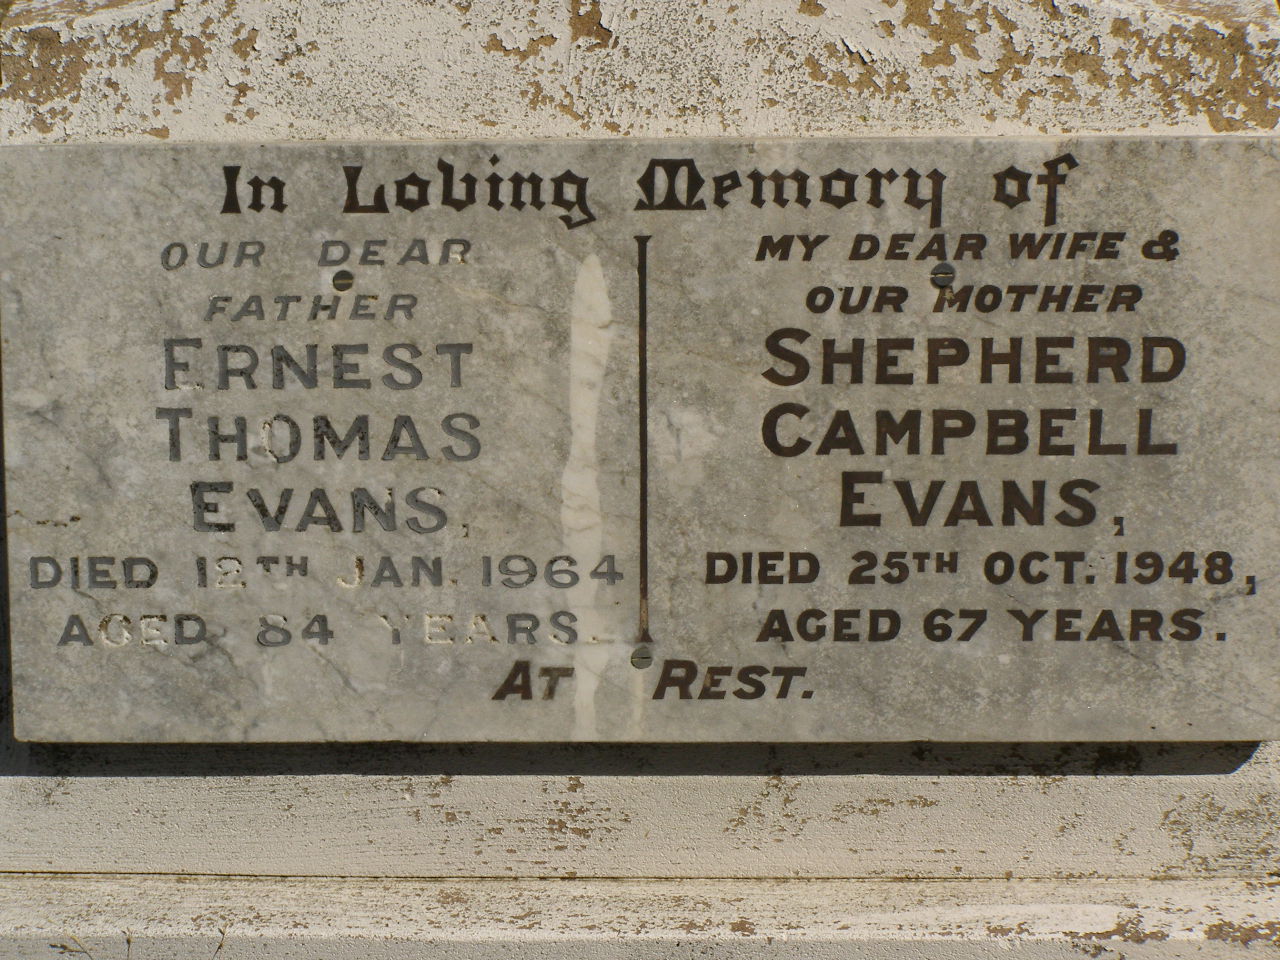 In Loving Memory of
OUR DEAR
FATHER
ERNEST
THOMAS
EVANS,
DIED 12TH JAN. 1964
AGED 84 YEARS.
MY DEAR WIFE &
OUR MOTHER
SHEPHERD
CAMPBELL
EVANS,
DIED 25TH OCT. 1948,
AGED 67 YEARS.
AT REST.